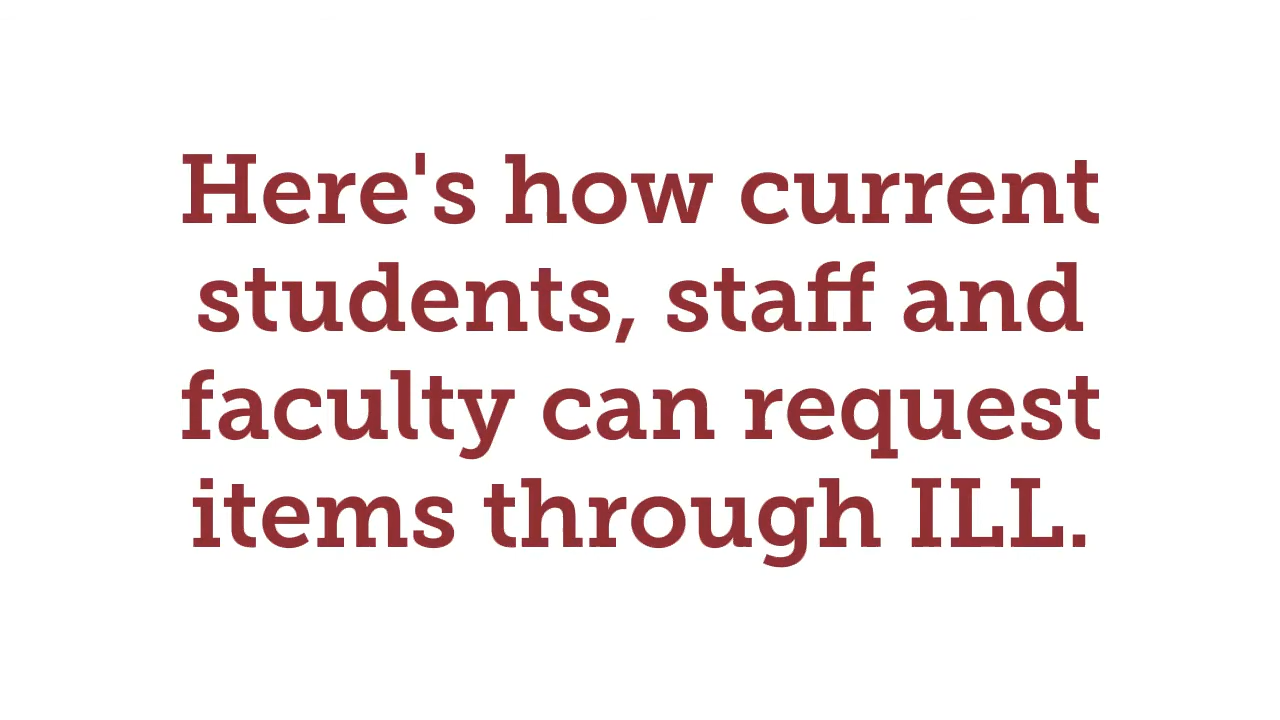 Here's how current
students, staff and
faculty can request
items through ILL.